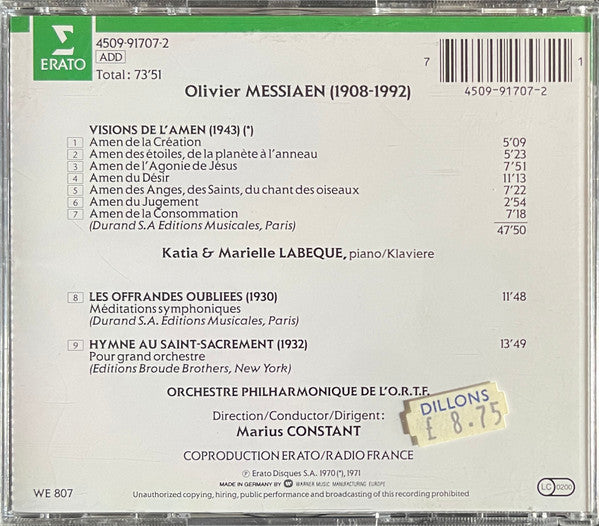 ERATO
4509-91707-2
ADD
Total: 73'51
7 4509-91707-2 1
Olivier MESSIAEN (1908-1992)
VISIONS DE L'AMEN (1943) (*)
1 Amen de la Création 5'09
2 Amen des étoiles, de la planète à l'anneau 5'23
3 Amen de l'Agonie de Jèsus 7'51
4 Amen du Désir 11'13
5 Amen des Anges, des Saints, du chant des oiseaux 7'22
6 Amen du Jugement 2'54
7 Amen de la Consommation 7'18
(Durand S.A Editions Musicales, Paris) 47'50
Katia & Marielle LABEQUE, piano/Klaviere
8 LES OFFRANDES OUBLIEES (1930) 11'48
Méditations symphoniques
(Durand S.A. Editions Musicales, Paris)
9 HYMNE AU SAINT-SACREMENT (1932) 13'49
Pour grand orchestre
(Editions Broude Brothers, New York)
ORCHESTRE PHILHARMONIQUE DE L'O.R.T.F.
DILLONS
£ 8.75
Direction/Conductor/Dirigent:
Marius CONSTANT
COPRODUCTION ERATO/RADIO FRANCE
Ⓟ Erato Disques S.A. 1970 (*), 1971
MADE IN GERMANY BY WARNER MUSIC MANUFACTURING EUROPE
WE 807
Unauthorized copying, hiring, public performance and broadcasting of this recording prohibited
LC 0200